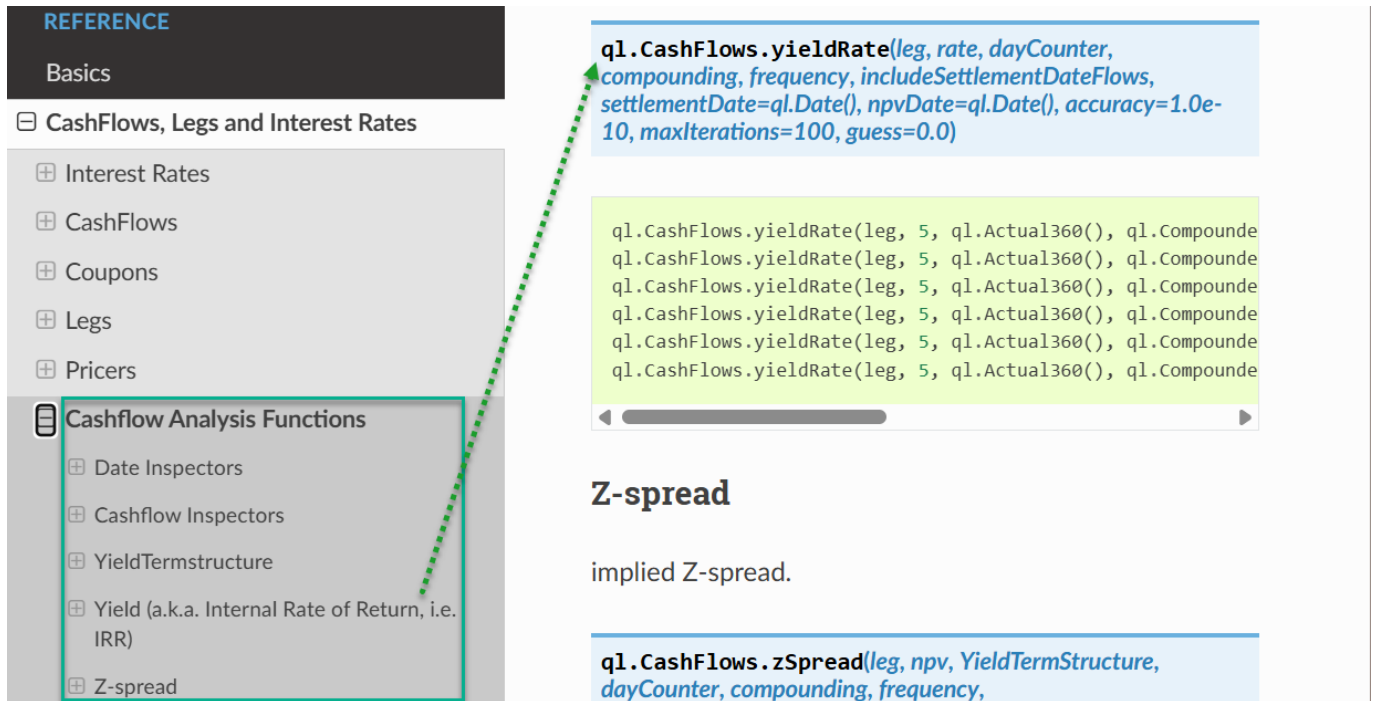 REFERENCE
Basics
CashFlows, Legs and Interest Rates
Interest Rates
CashFlows
Coupons
Legs
Pricers
Cashflow Analysis Functions
Date Inspectors
Cashflow Inspectors
YieldTermstructure
Yield (a.k.a. Internal Rate of Return, i.e.
IRR)
Z-spread
ql.CashFlows.yieldRate(leg, rate, dayCounter,
compounding, frequency, includeSettlementDateFlows,
settlementDate=ql.Date(), npvDate=ql.Date(), accuracy=1.0e-
10, maxIterations=100, guess=0.0)
ql.CashFlows.yieldRate(leg, 5, ql.Actual360(), ql.Compounde
ql.CashFlows.yieldRate(leg, 5, ql.Actual360(), ql.Compounde
ql.CashFlows.yieldRate(leg, 5, ql.Actual360(), ql.Compounde
ql.CashFlows.yieldRate(leg, 5, ql.Actual360(), ql.Compounde
ql.CashFlows.yieldRate(leg, 5, ql.Actual360(), ql.Compounde
ql.CashFlows.yieldRate(leg, 5, ql.Actual360(), ql.Compounde
Z-spread
implied Z-spread.
ql.CashFlows.zSpread(leg, npv, YieldTermStructure,
dayCounter, compounding, frequency,